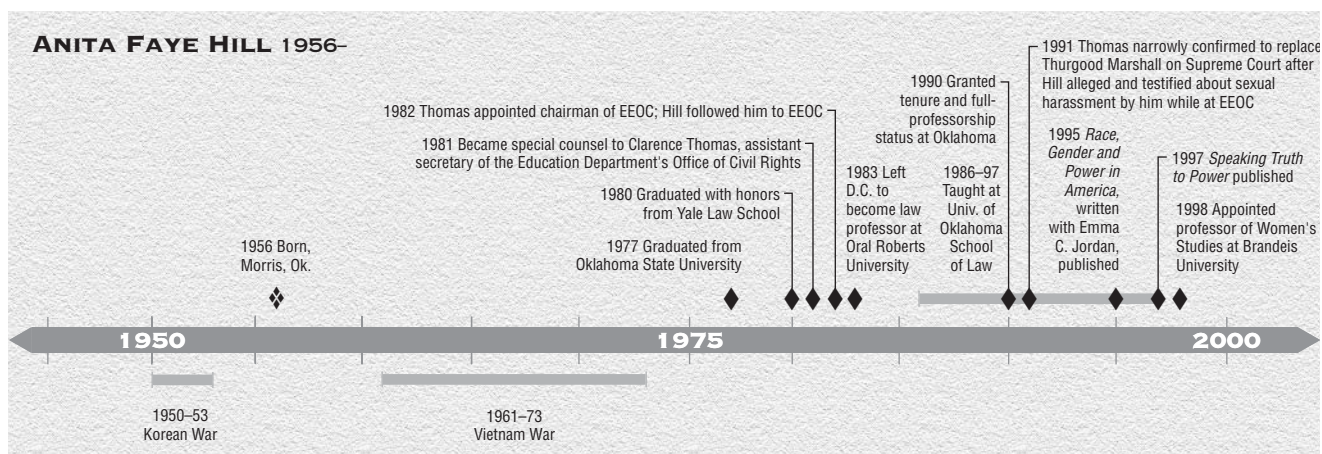 ANITA FAYE HILL 1956–
1991 Thomas narrowly confirmed to replace
Thurgood Marshall on Supreme Court after
Hill alleged and testified about sexual
harassment by him while at EEOC
1990 Granted
tenure and full-
professorship
status at Oklahoma
1982 Thomas appointed chairman of EEOC; Hill followed him to EEOC
1981 Became special counsel to Clarence Thomas, assistant
secretary of the Education Department's Office of Civil Rights
1980 Graduated with honors
from Yale Law School
1977 Graduated from
Oklahoma State University
1956 Born,
Morris, Ok.
1983 Left
D.C. to
become law
professor at
Oral Roberts
University
1986–97
Taught at
Univ. of
Oklahoma
School
of Law
1995 Race,
Gender and
Power in
America,
written
with Emma
C. Jordan,
published
1997 Speaking Truth
to Power published
1998 Appointed
professor of Women's
Studies at Brandeis
University
1950
1975
2000
1950–53
Korean War
1961–73
Vietnam War